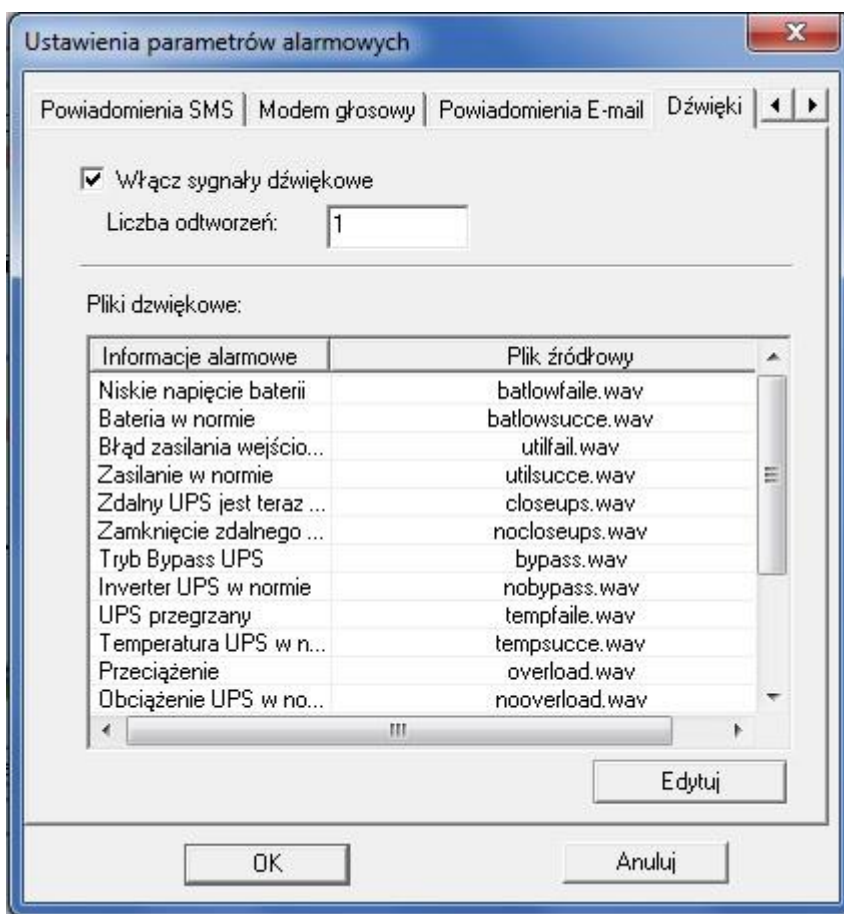 Ustawienia parametrów alarmowych
Powiadomienia SMS Modem głosowy Powiadomienia E-mail Dźwięki
Włącz sygnały dźwiękowe
Liczba odtworzeń: 1
Pliki dzwiękowe:
Informacje alarmowe Plik źródłowy
Niskie napięcie baterii batlowfaile.wav
Bateria w normie batlowsucce.wav
Błąd zasilania wejścio... utilfail.wav
Zasilanie w normie utilsucce.wav
Zdalny UPS jest teraz ... closeups.wav
Zamknięcie zdalnego ... nocloseups.wav
Tryb Bypass UPS bypass.wav
Inverter UPS w normie nobypass.wav
UPS przegrzany tempfaile.wav
Temperatura UPS w n... tempsucce.wav
Przeciążenie overload.wav
Obciążenie UPS w no... nooverload.wav
Edytuj
OK Anuluj